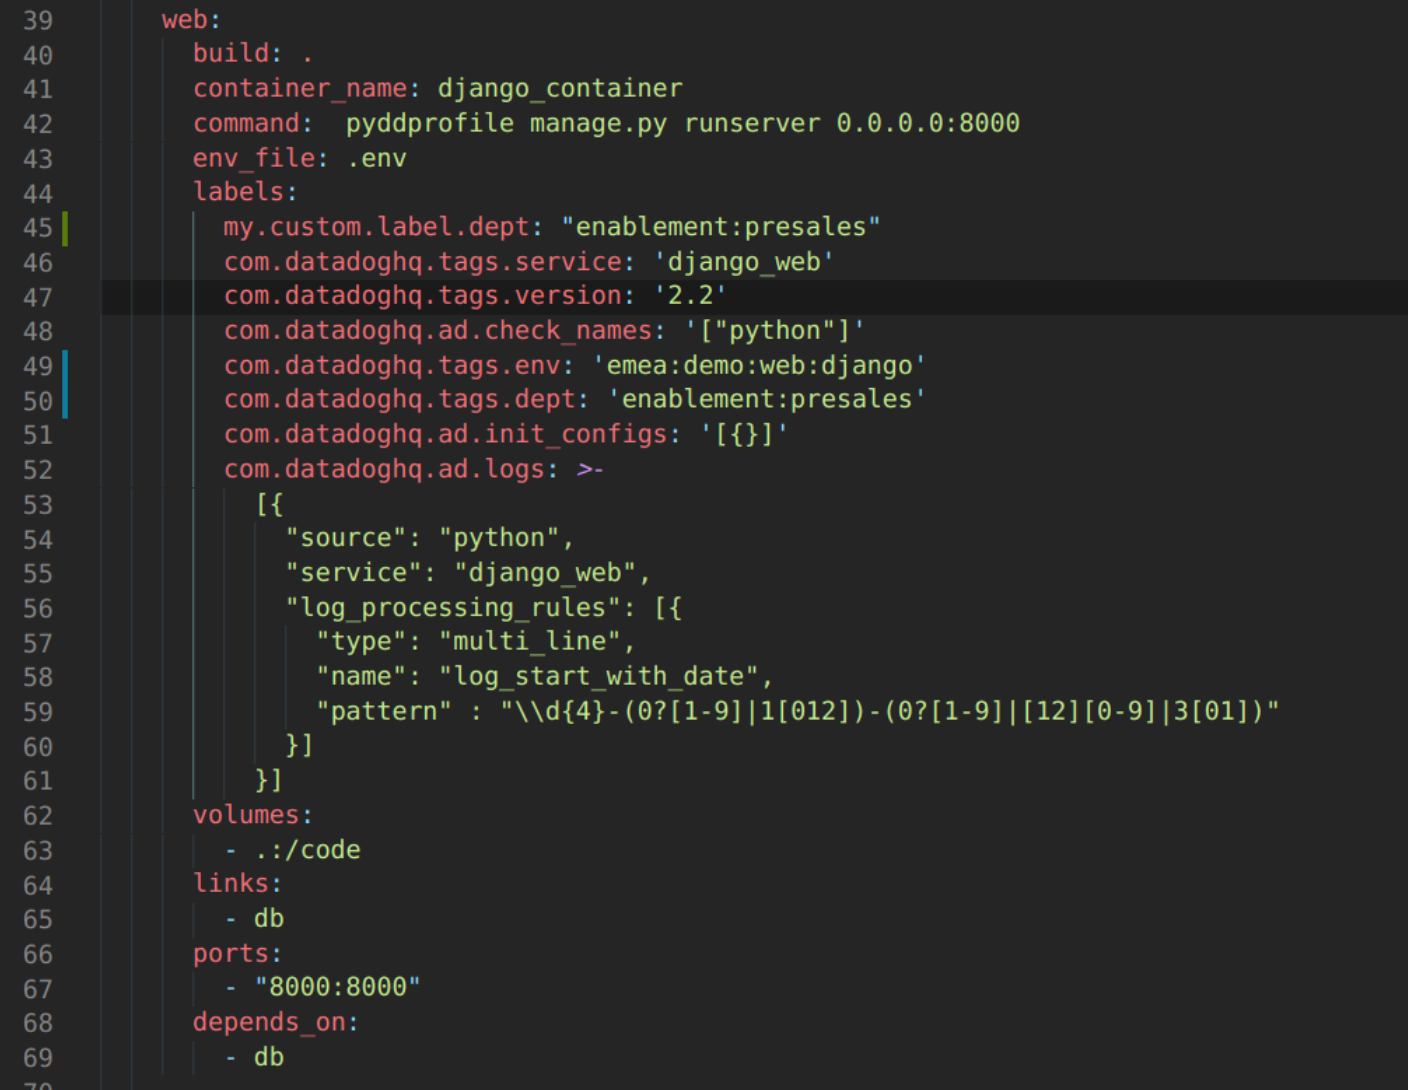 39 web:
40 build: .
41 container_name: django_container
42 command:  pyddprofile manage.py runserver 0.0.0.0:8000
43 env_file: .env
44 labels:
45 my.custom.label.dept: "enablement:presales"
46 com.datadoghq.tags.service: 'django_web'
47 com.datadoghq.tags.version: '2.2'
48 com.datadoghq.ad.check_names: '["python"]'
49 com.datadoghq.tags.env: 'emea:demo:web:django'
50 com.datadoghq.tags.dept: 'enablement:presales'
51 com.datadoghq.ad.init_configs: '[{}]'
52 com.datadoghq.ad.logs: >-
53 [{
54 "source": "python",
55 "service": "django_web",
56 "log_processing_rules": [{
57 "type": "multi_line",
58 "name": "log_start_with_date",
59 "pattern" : "\\d{4}-(0?[1-9]|1[012])-(0?[1-9]|[12][0-9]|3[01])"
60 }]
61 }]
62 volumes:
63 - .:/code
64 links:
65 - db
66 ports:
67 - "8000:8000"
68 depends_on:
69 - db
70